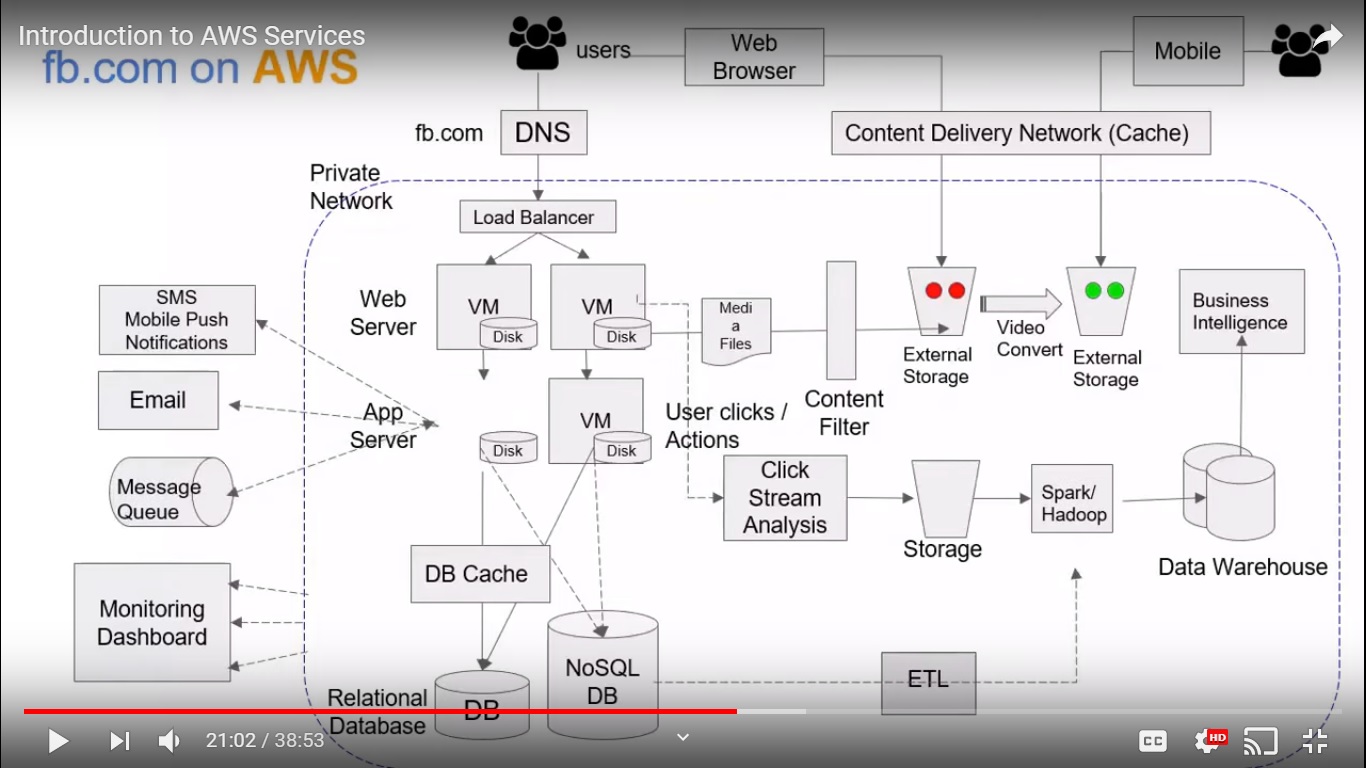 Introduction to AWS Services
fb.com on AWS
users
Web
Browser
Mobile
fb.com
DNS
Content Delivery Network (Cache)
Private
Network
Load Balancer
Web
Server
VM
Disk
VM
Disk
Medi
a
Files
Content
Filter
External
Storage
Video
Convert
External
Storage
Business
Intelligence
SMS
Mobile Push
Notifications
Email
Message
Queue
App
Server
Disk
VM
Disk
User clicks /
Actions
Click
Stream
Analysis
Storage
Spark/
Hadoop
Data Warehouse
Monitoring
Dashboard
DB Cache
NoSQL
DB
ETL
Relational
Database
DB
21:02 / 38:53
CC
HD